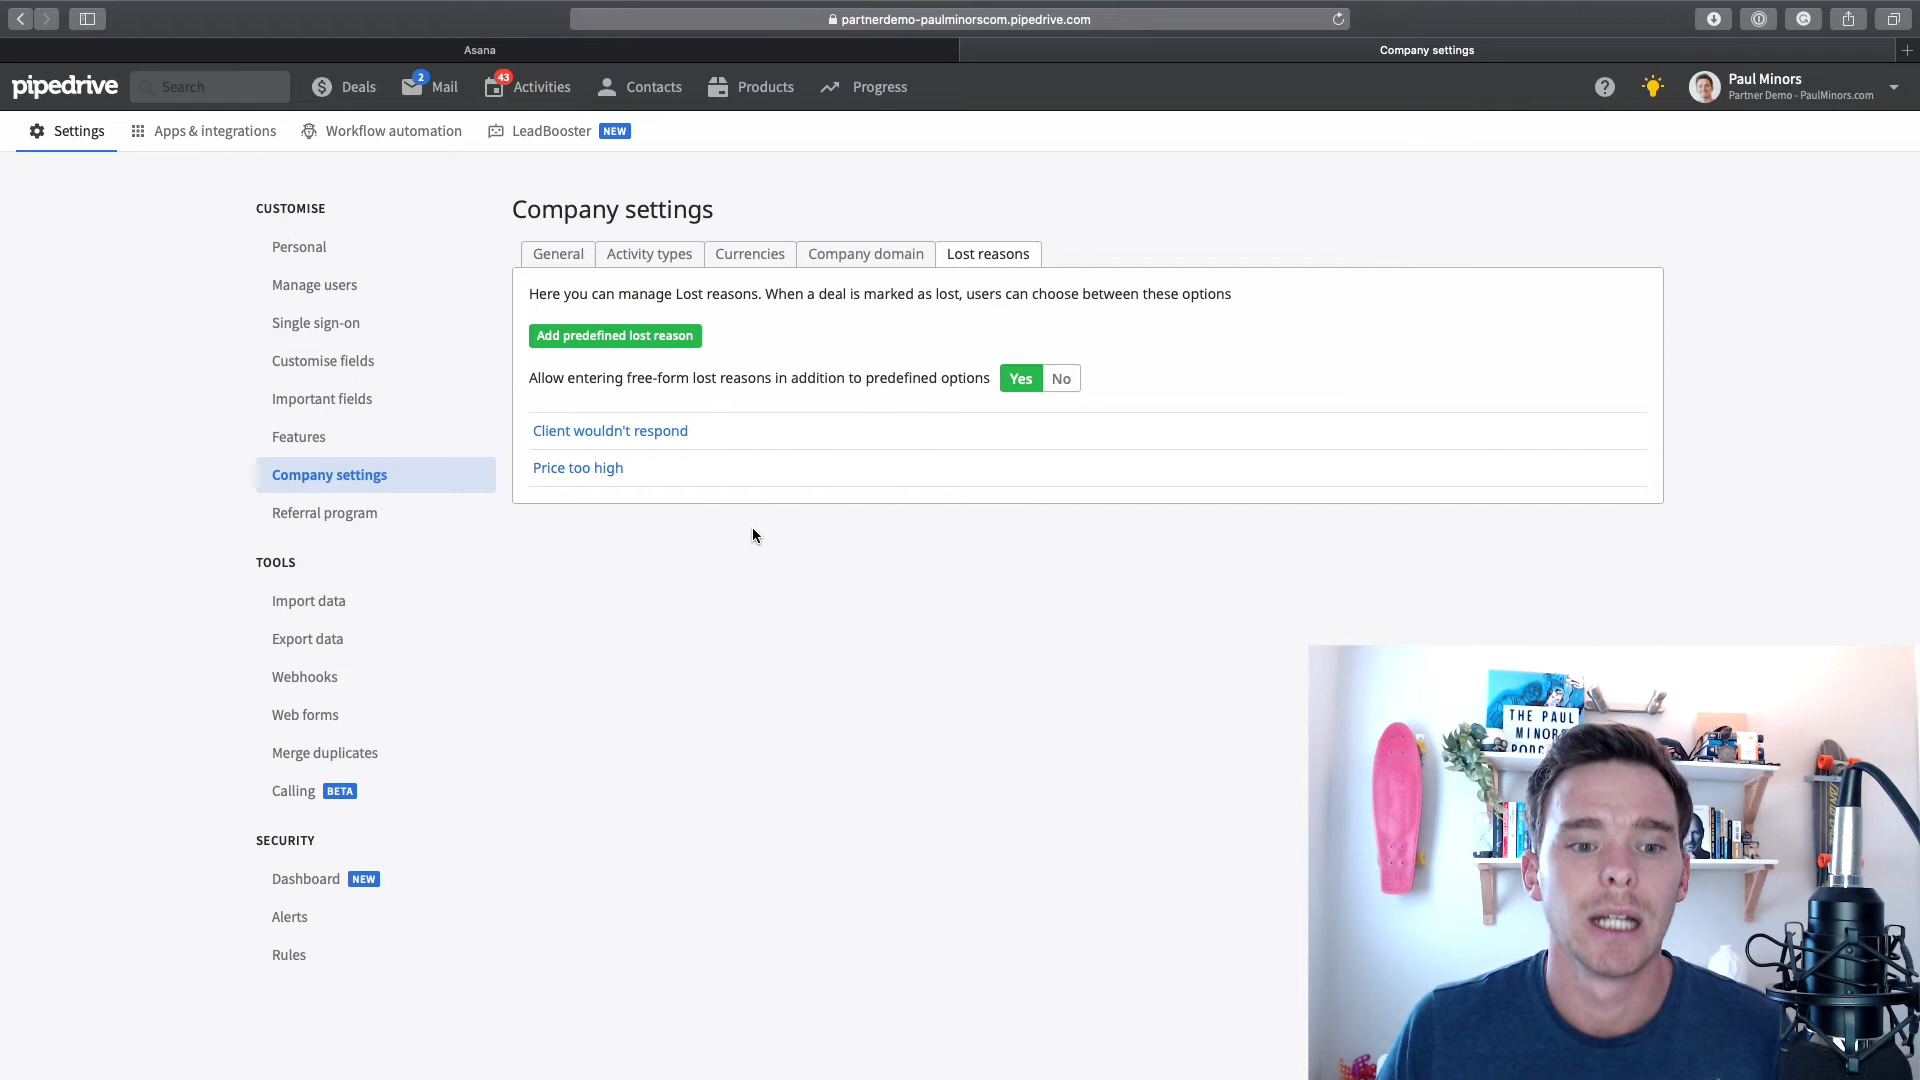 partnerdemo-paulminorscom.pipedrive.com
Asana
Company settings
pipedrive
Search
Deals
2
Mail
43
Activities
Contacts
Products
Progress
Paul Minors
Partner Demo - PaulMinors.com
Settings
Apps & integrations
Workflow automation
LeadBooster NEW
CUSTOMISE
Personal
Manage users
Single sign-on
Customise fields
Important fields
Features
Company settings
Referral program
TOOLS
Import data
Export data
Webhooks
Web forms
Merge duplicates
Calling BETA
SECURITY
Dashboard NEW
Alerts
Rules
Company settings
General
Activity types
Currencies
Company domain
Lost reasons
Here you can manage Lost reasons. When a deal is marked as lost, users can choose between these options
Add predefined lost reason
Allow entering free-form lost reasons in addition to predefined options Yes No
Client wouldn't respond
Price too high
THE PAUL
MINORS